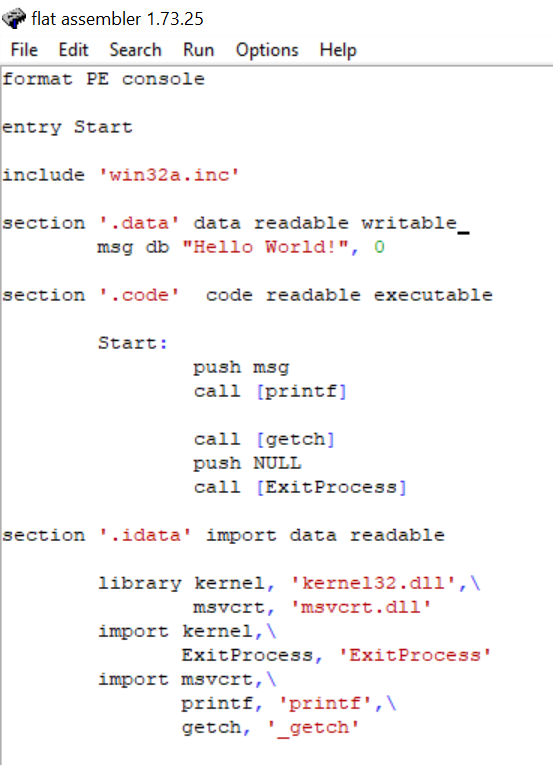 flat assembler 1.73.25
File Edit Search Run Options Help
format PE console
entry Start
include 'win32a.inc'
section '.data' data readable writable
msg db "Hello World!", 0
section '.code'  code readable executable
Start:
push msg
call [printf]
call [getch]
push NULL
call [ExitProcess]
section '.idata' import data readable
library kernel, 'kernel32.dll',\
msvcrt, 'msvcrt.dll'
import kernel,\
ExitProcess, 'ExitProcess'
import msvcrt,\
printf, 'printf',\
getch, '_getch'